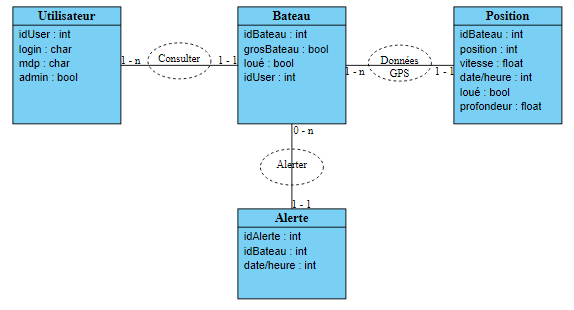 Utilisateur
idUser : int
login : char
mdp : char
admin : bool
1 - n
Consulter
1 - 1
Bateau
idBateau : int
grosBateau : bool
loué : bool
idUser : int
1 - n
Données
GPS
1 - 1
Position
idBateau : int
position : int
vitesse : float
date/heure : int
loué : bool
profondeur : float
0 - n
Alerter
1 - 1
Alerte
idAlerte : int
idBateau : int
date/heure : int